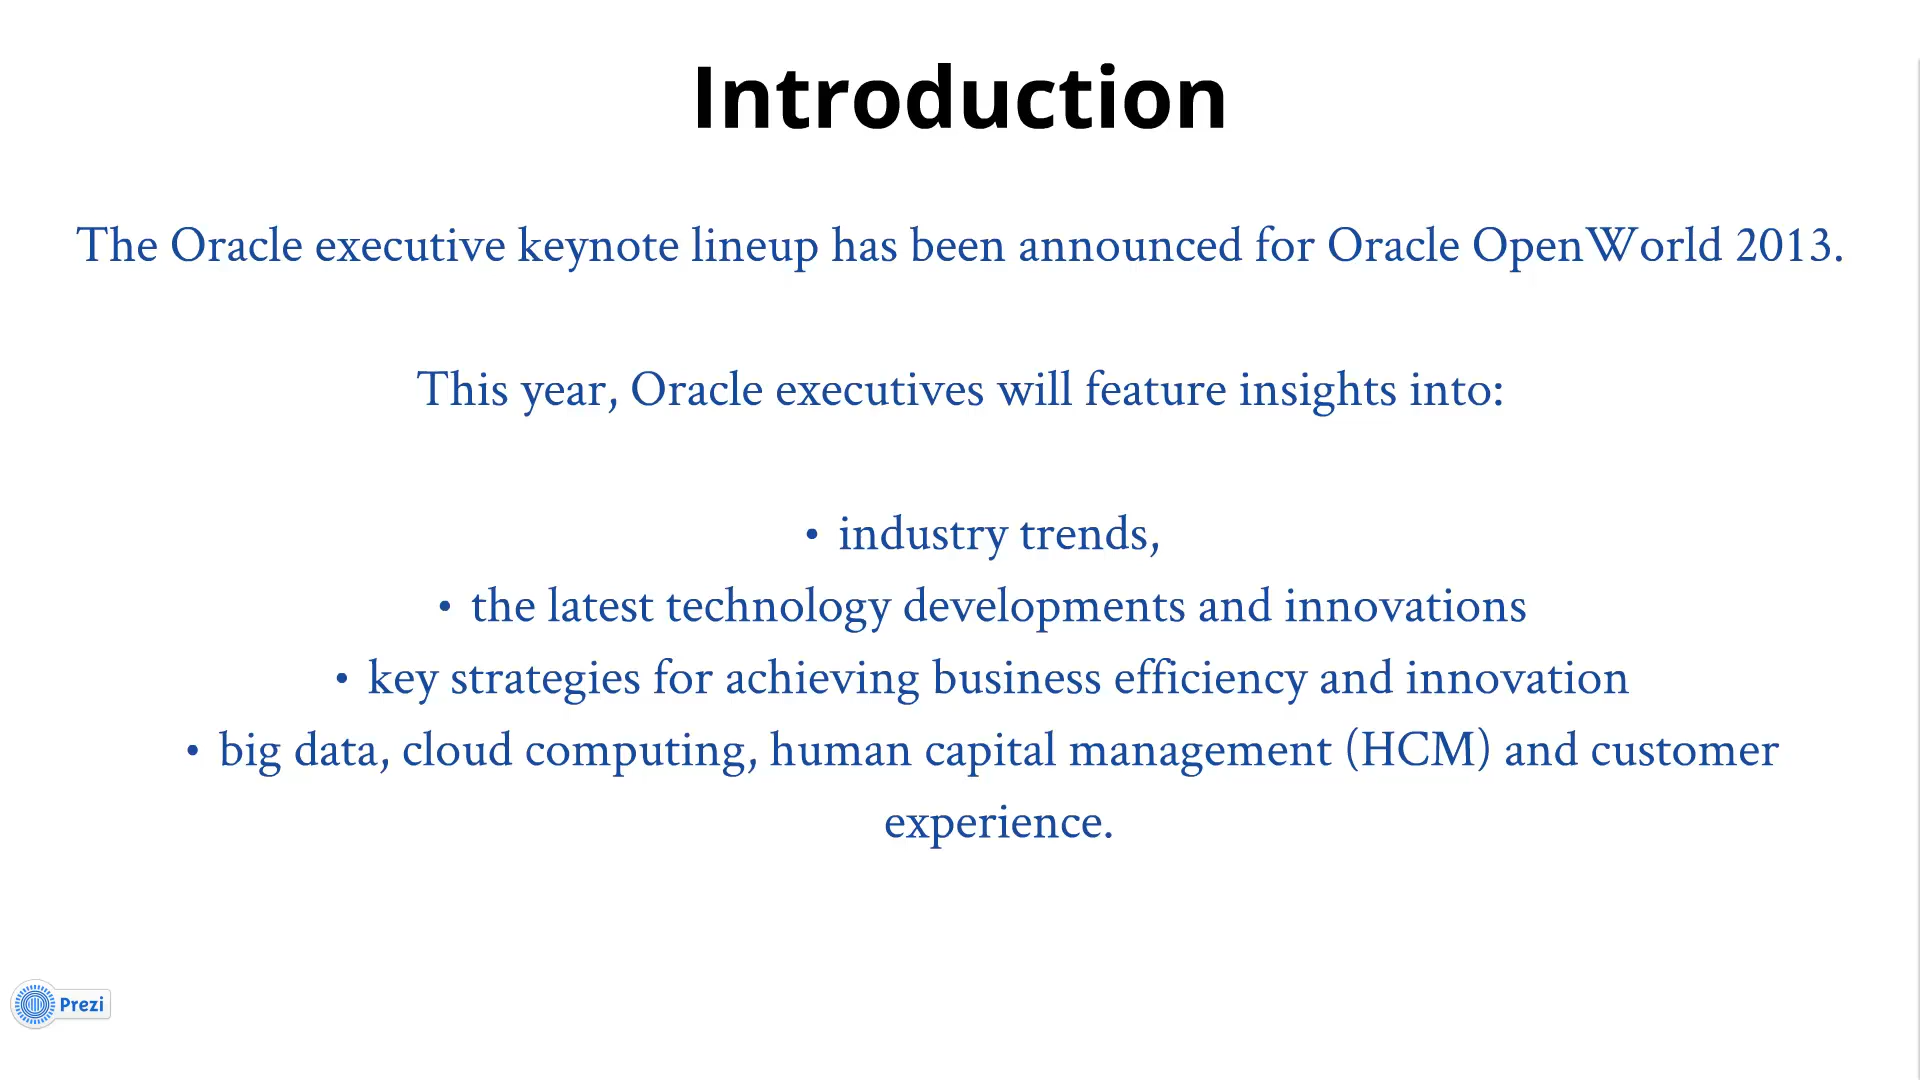 Introduction
The Oracle executive keynote lineup has been announced for Oracle OpenWorld 2013.
This year, Oracle executives will feature insights into:
• industry trends,
• the latest technology developments and innovations
• key strategies for achieving business efficiency and innovation
• big data, cloud computing, human capital management (HCM) and customer
experience.
Prezi